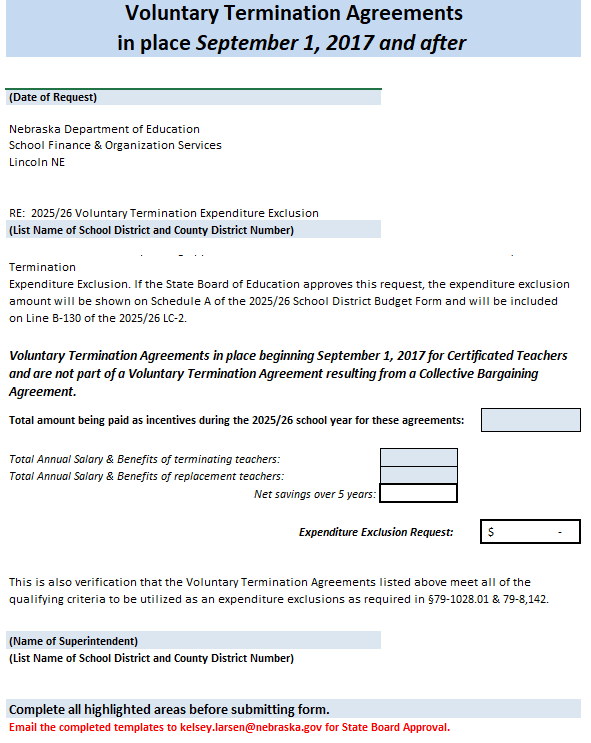 Voluntary Termination Agreements
in place September 1, 2017 and after
(Date of Request)
Nebraska Department of Education
School Finance & Organization Services
Lincoln NE
RE: 2025/26 Voluntary Termination Expenditure Exclusion
(List Name of School District and County District Number)
Termination
Expenditure Exclusion. If the State Board of Education approves this request, the expenditure exclusion
amount will be shown on Schedule A of the 2025/26 School District Budget Form and will be included
on Line B-130 of the 2025/26 LC-2.
Voluntary Termination Agreements in place beginning September 1, 2017 for Certificated Teachers
and are not part of a Voluntary Termination Agreement resulting from a Collective Bargaining
Agreement.
Total amount being paid as incentives during the 2025/26 school year for these agreements:
Total Annual Salary & Benefits of terminating teachers:
Total Annual Salary & Benefits of replacement teachers:
Net savings over 5 years:
Expenditure Exclusion Request: $ -
This is also verification that the Voluntary Termination Agreements listed above meet all of the
qualifying criteria to be utilized as an expenditure exclusions as required in §79-1028.01 & 79-8,142.
(Name of Superintendent)
(List Name of School District and County District Number)
Complete all highlighted areas before submitting form.
Email the completed templates to kelsey.larsen@nebraska.gov for State Board Approval.